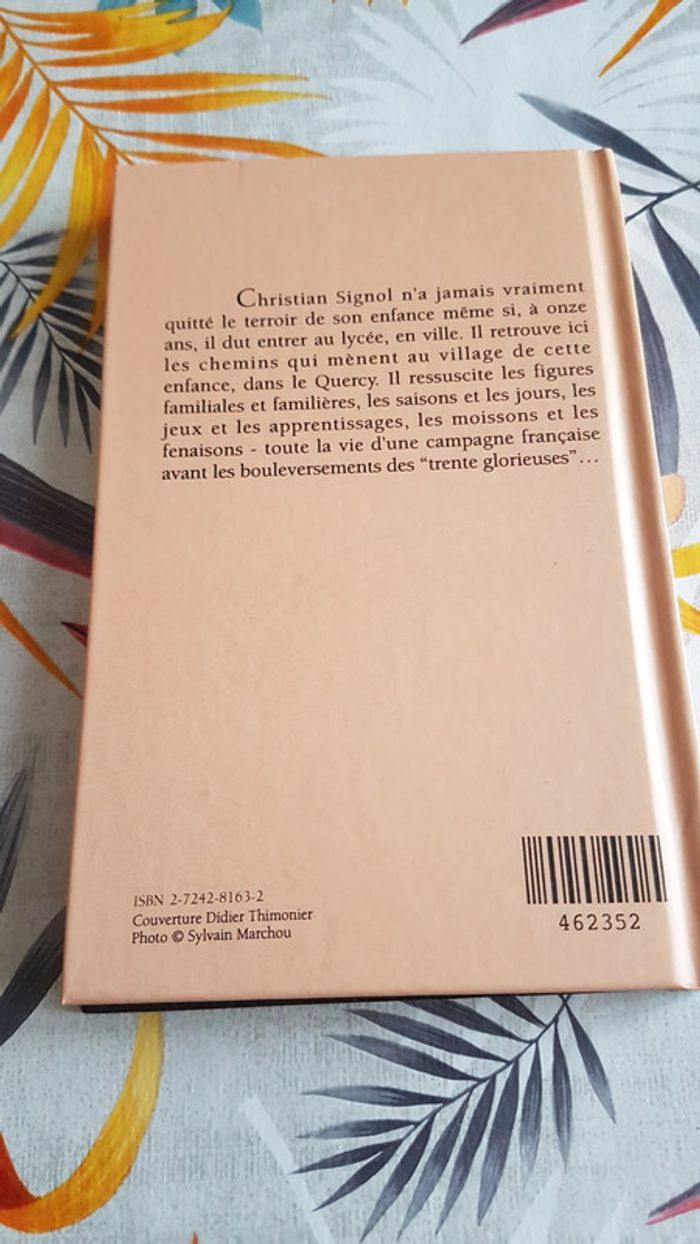 Christian Signol n'a jamais vraiment
quitté le terroir de son enfance même si, à onze
ans, il dut entrer au lycée, en ville. Il retrouve ici
les chemins qui mènent au village de cette
enfance, dans le Quercy. Il ressuscite les figures
familiales et familières, les saisons et les jours, les
jeux et les apprentissages, les moissons et les
fenaisons - toute la vie d'une campagne française
avant les bouleversements des “trente glorieuses”...
ISBN 2-7242-8163-2
Couverture Didier Thimonier
Photo © Sylvain Marchou
462352